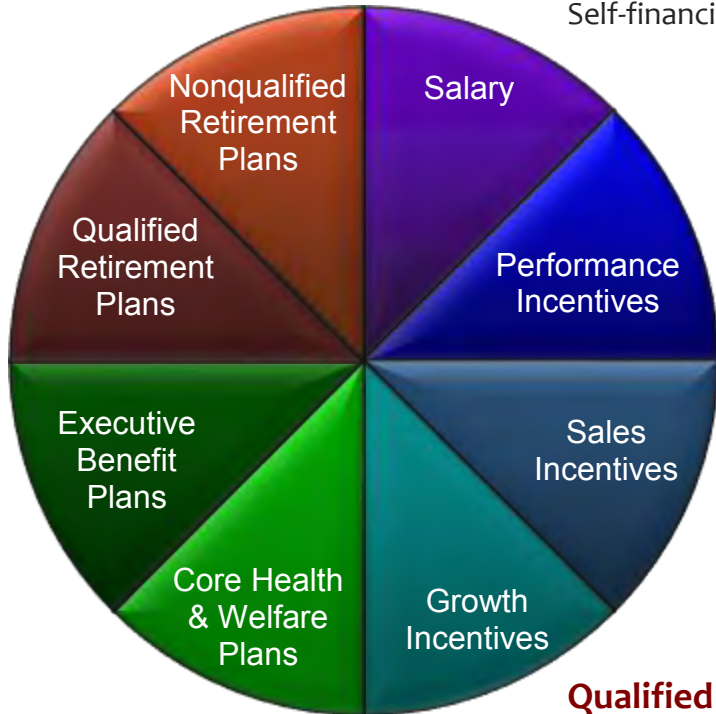 Self-financi
Nonqualified
Retirement
Plans
Salary
Qualified
Retirement
Plans
Performance
Incentives
Executive
Benefit
Plans
Sales
Incentives
Core Health
& Welfare
Plans
Growth
Incentives
Qualified